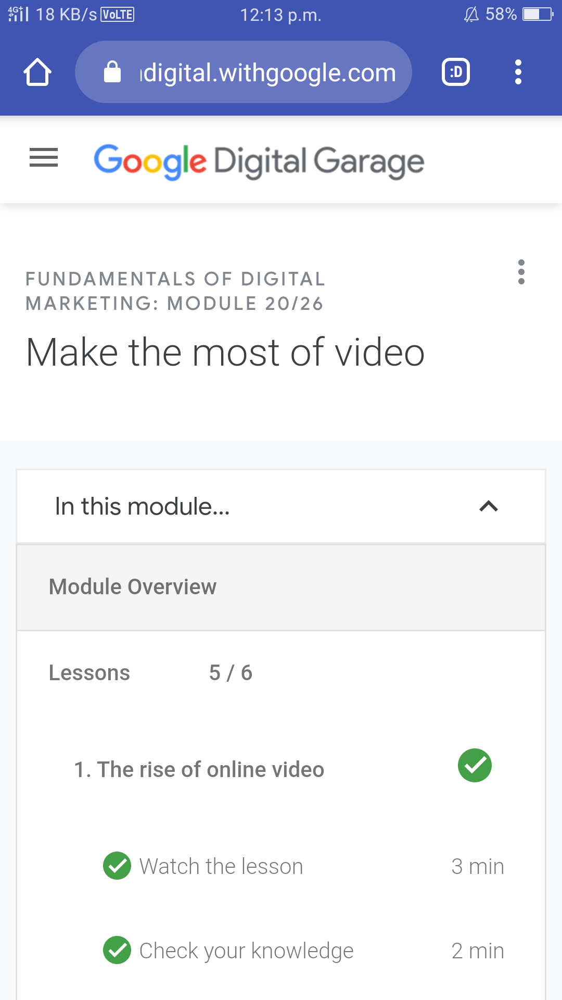 4G+ 18 KB/s VoLTE 12:13 p.m. 58%
digital.withgoogle.com :D
Google Digital Garage
FUNDAMENTALS OF DIGITAL
MARKETING: MODULE 20/26
Make the most of video
In this module...
Module Overview
Lessons 5 / 6
1. The rise of online video
Watch the lesson 3 min
Check your knowledge 2 min